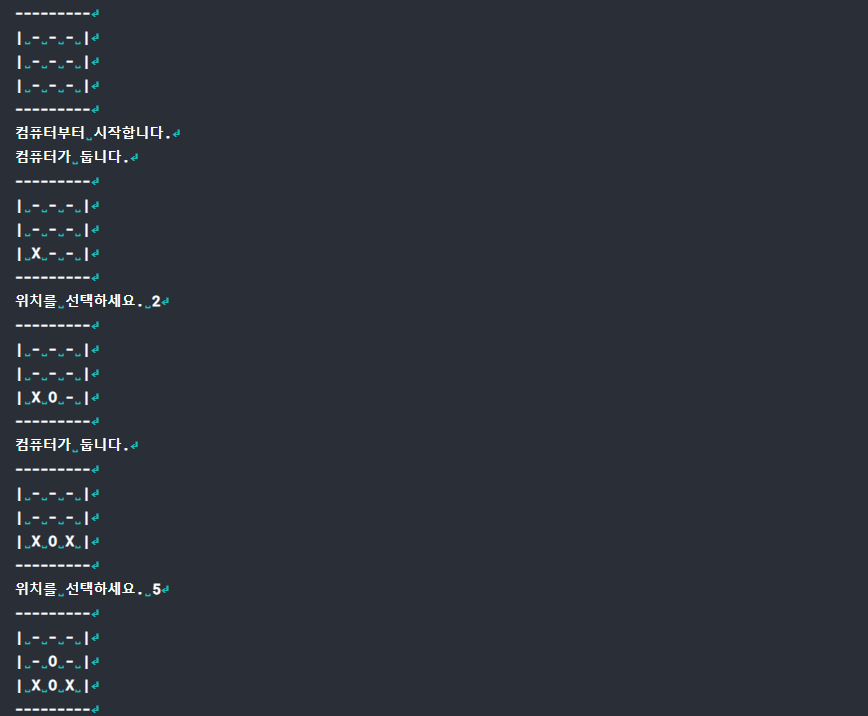 ---------
| - - - |
| - - - |
| - - - |
---------
컴퓨터부터 시작합니다.
컴퓨터가 둡니다.
---------
| - - - |
| - - - |
| X - - |
---------
위치를 선택하세요. 2
---------
| - - - |
| - - - |
| X O - |
---------
컴퓨터가 둡니다.
---------
| - - - |
| - - - |
| X O X |
---------
위치를 선택하세요. 5
---------
| - - - |
| - O - |
| X O X |
---------